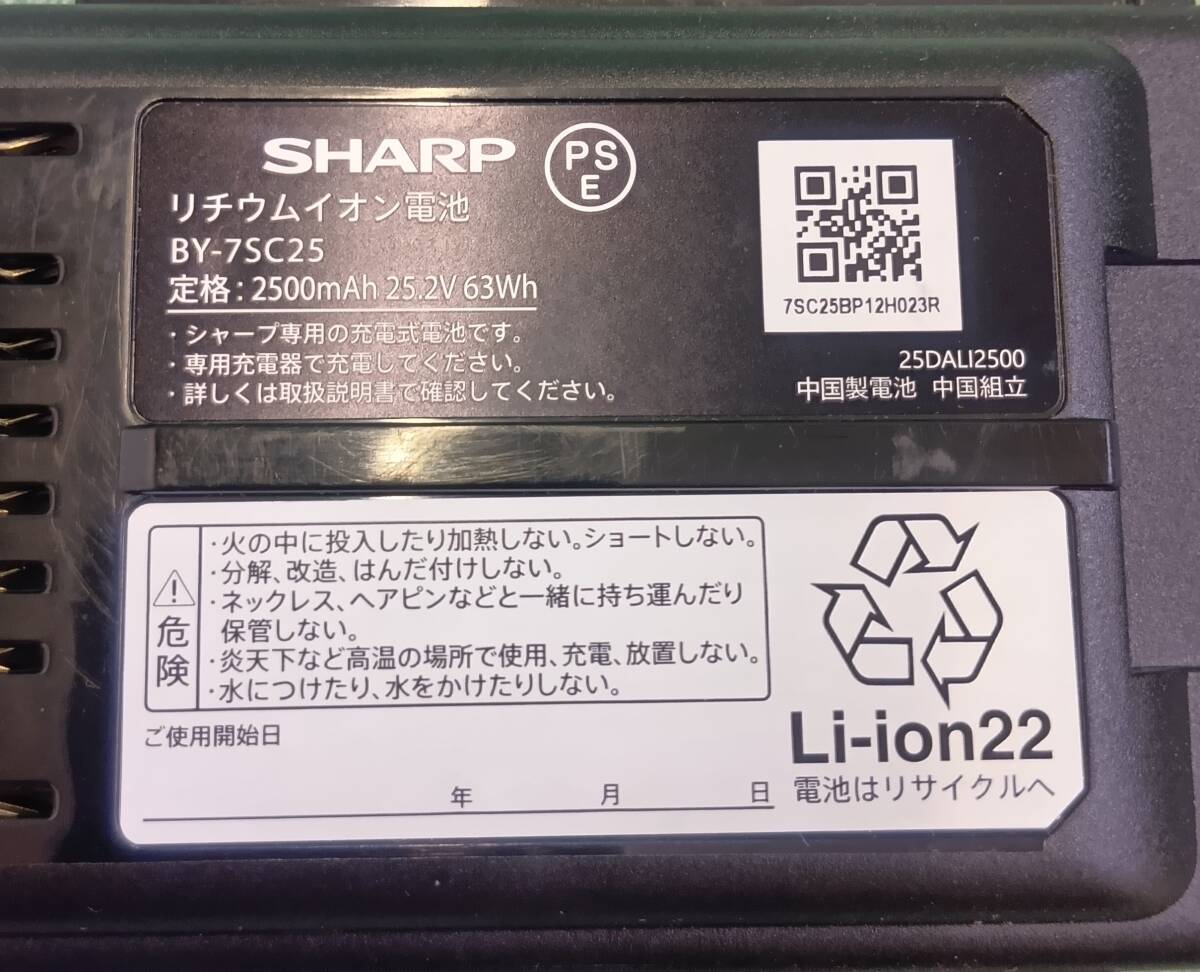 SHARP
PS
E
リチウムイオン電池
BY-7SC25
定格:2500mAh 25.2V 63Wh
・シャープ専用の充電式電池です。
・専用充電器で充電してください。
・詳しくは取扱説明書で確認してください。
7SC25BP12H023R
25DALI2500
中国製電池 中国組立
危険
・火の中に投入したり加熱しない。ショートしない。
・分解、改造、はんだ付けしない。
・ネックレス、ヘアピンなどと一緒に持ち運んだり
保管しない。
・炎天下など高温の場所で使用、充電、放置しない。
・水につけたり、水をかけたりしない。
ご使用開始日
年 月 日
Li-ion22
電池はリサイクルへ